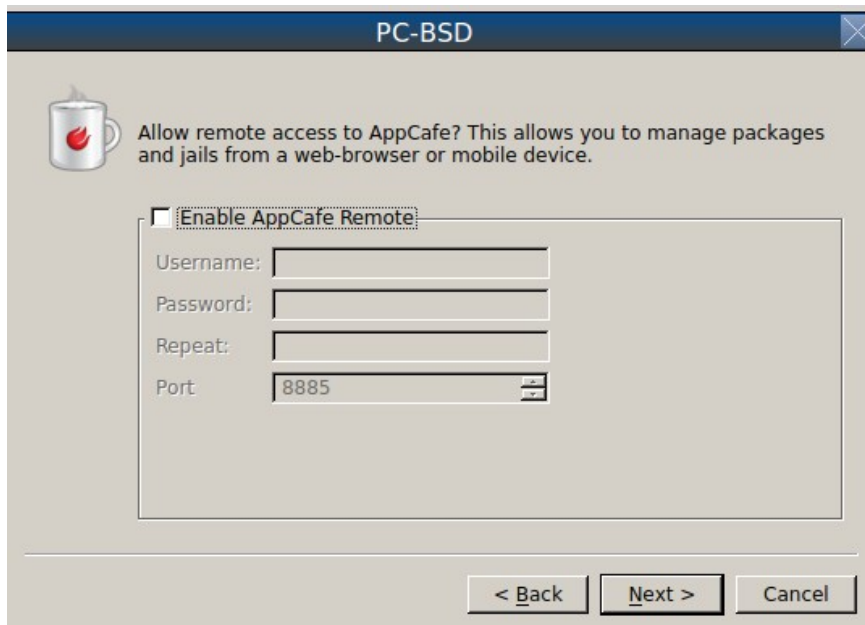 PC-BSD
Allow remote access to AppCafe? This allows you to manage packages
and jails from a web-browser or mobile device.
Enable AppCafe Remote
Username:
Password:
Repeat:
Port 8885
< Back Next > Cancel